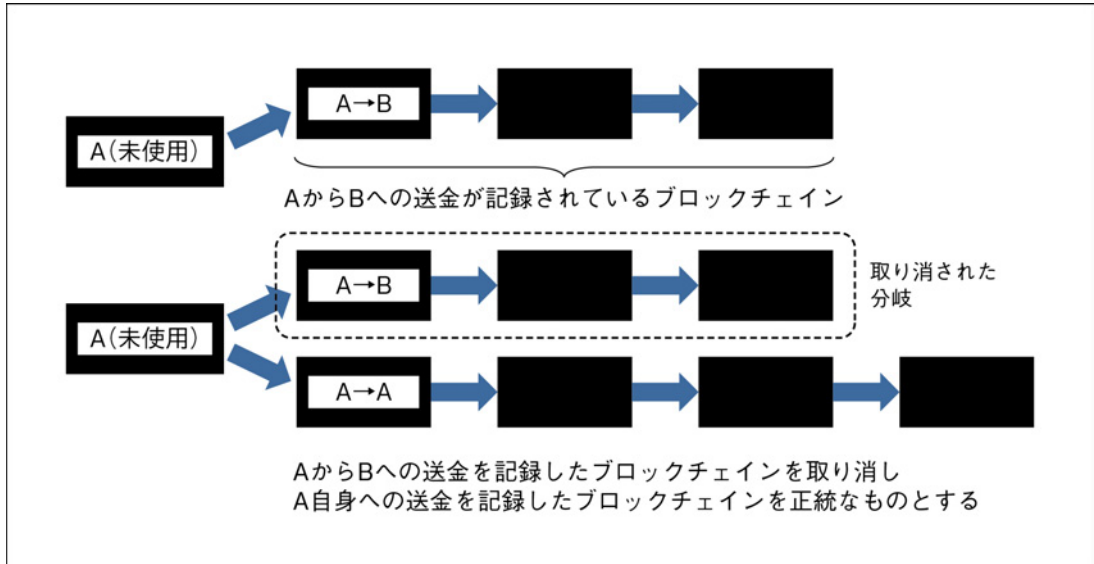 A→B
A(未使用)
AからBへの送金が記録されているブロックチェイン
A→B
取り消された
分岐
A(未使用)
A→A
AからBへの送金を記録したブロックチェインを取り消し
A自身への送金を記録したブロックチェインを正統なものとする